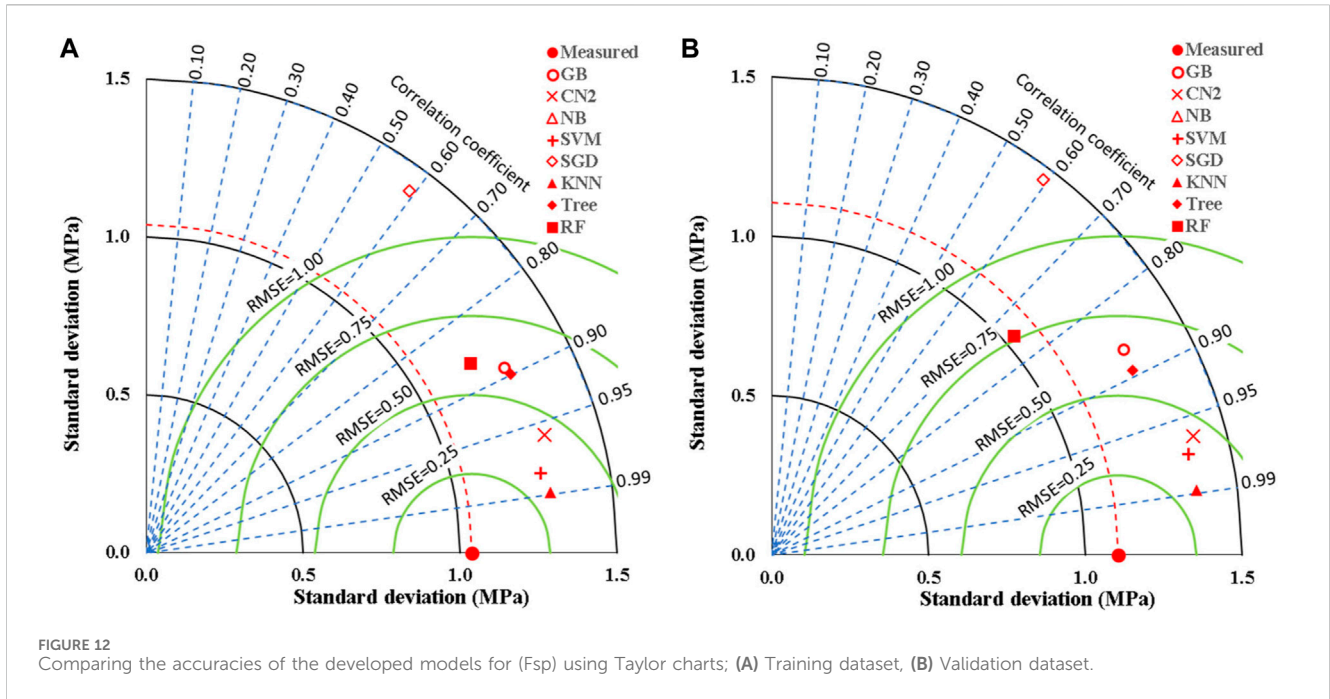 A
Measured
GB
CN2
NB
SVM
SGD
KNN
Tree
RF
Correlation coefficient
0.10
0.20
0.30
0.40
0.50
0.60
0.70
0.80
0.90
0.95
0.99
RMSE=1.00
RMSE=0.75
RMSE=0.50
RMSE=0.25
Standard deviation (MPa)
1.5
1.0
0.5
0.0
0.0
0.5
1.0
1.5
Standard deviation (MPa)
B
Measured
GB
CN2
NB
SVM
SGD
KNN
Tree
RF
Correlation coefficient
0.10
0.20
0.30
0.40
0.50
0.60
0.70
0.80
0.90
0.95
0.99
RMSE=1.00
RMSE=0.75
RMSE=0.50
RMSE=0.25
Standard deviation (MPa)
1.5
1.0
0.5
0.0
0.0
0.5
1.0
1.5
Standard deviation (MPa)
FIGURE 12
Comparing the accuracies of the developed models for (Fsp) using Taylor charts; (A) Training dataset, (B) Validation dataset.